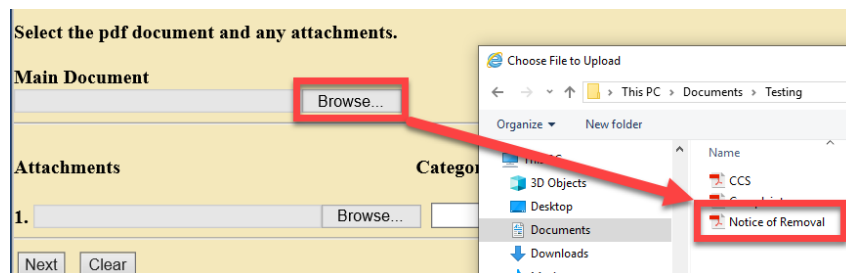 Select the pdf document and any attachments.
Main Document
Browse...
Attachments
Categor
1.
Browse...
Next
Clear
Choose File to Upload
This PC > Documents > Testing
Organize
New folder
Name
3D Objects
Desktop
Documents
Downloads
CCS
Notice of Removal